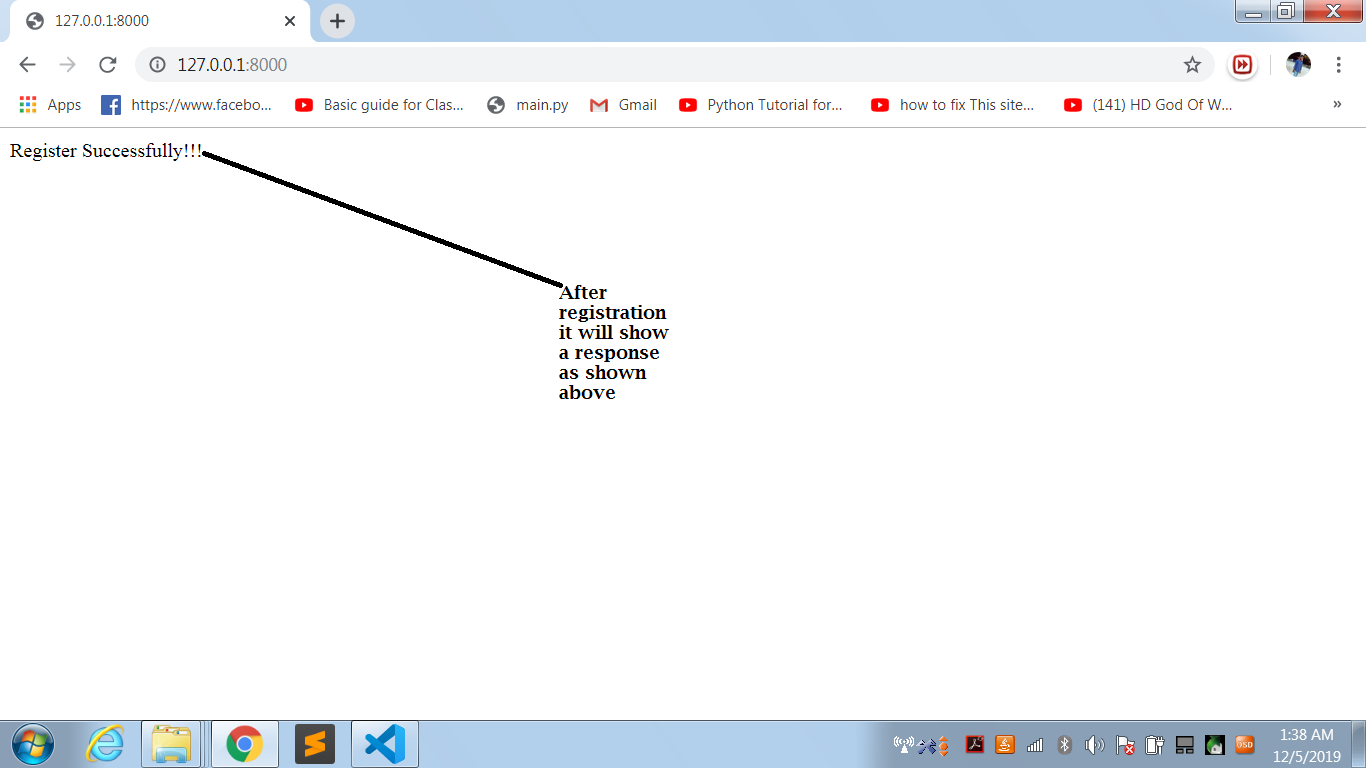 127.0.0.1:8000
127.0.0.1:8000
Apps https://www.facebo... Basic guide for Clas... main.py Gmail Python Tutorial for... how to fix This site... (141) HD God Of W... »
Register Successfully!!!
After
registration
it will show
a response
as shown
above
OSD
1:38 AM
12/5/2019